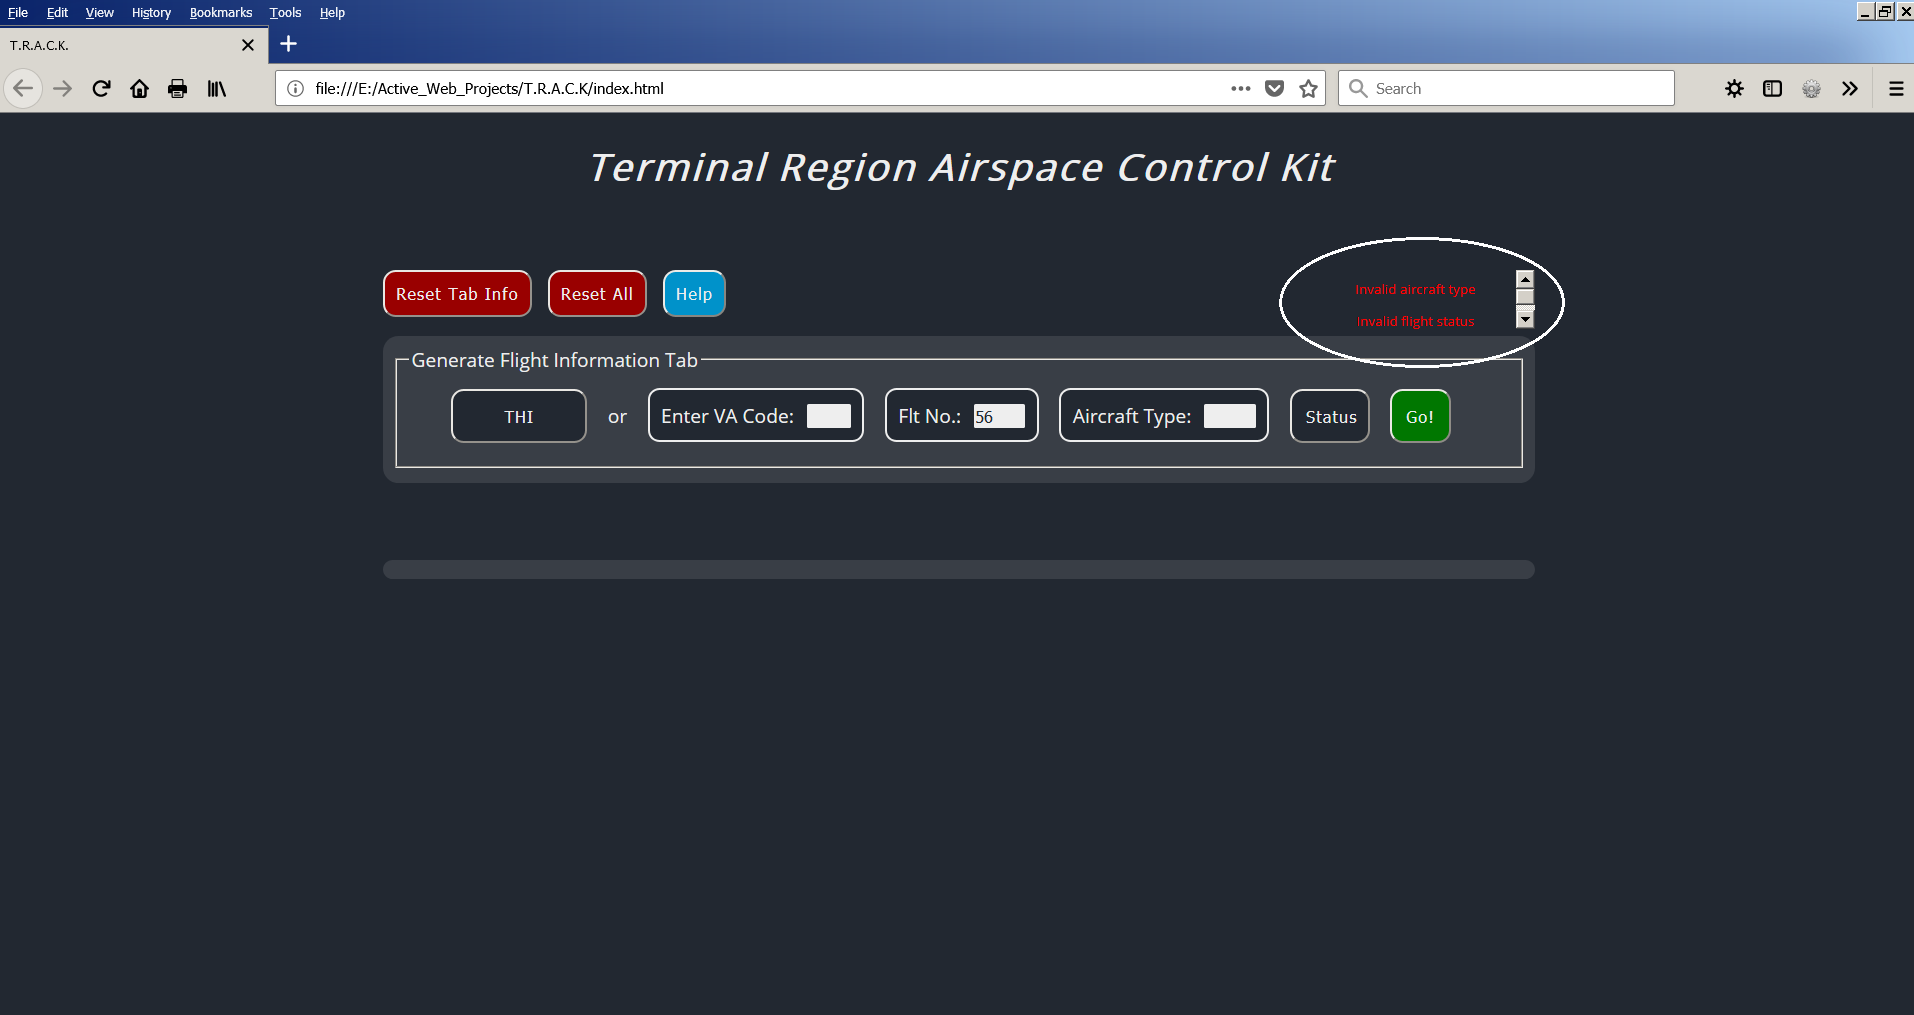 File Edit View History Bookmarks Tools Help
T.R.A.C.K.
file:///E:/Active_Web_Projects/T.R.A.C.K/index.html
Search
Terminal Region Airspace Control Kit
Reset Tab Info Reset All Help
Invalid aircraft type
Invalid flight status
Generate Flight Information Tab
THI or Enter VA Code: Flt No.: 56 Aircraft Type: Status Go!